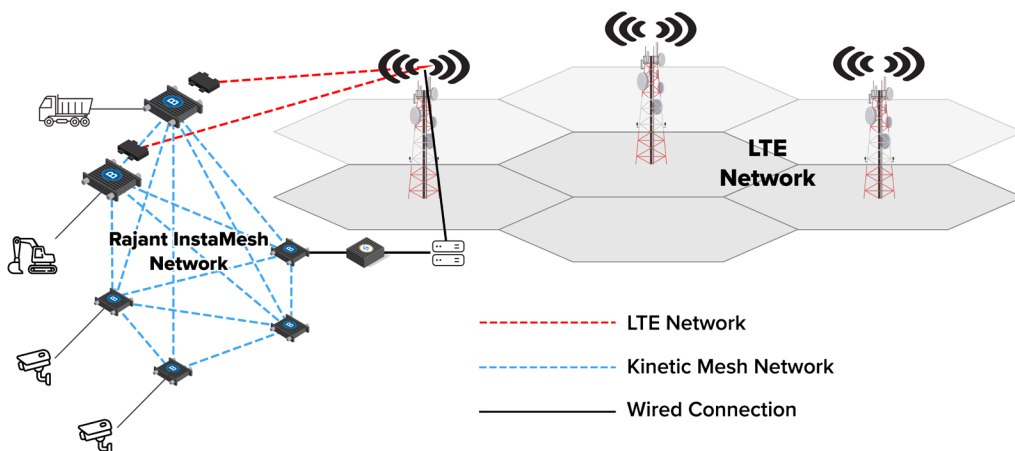 LTE
Network
Rajant InstaMesh
Network
LTE Network
Kinetic Mesh Network
Wired Connection